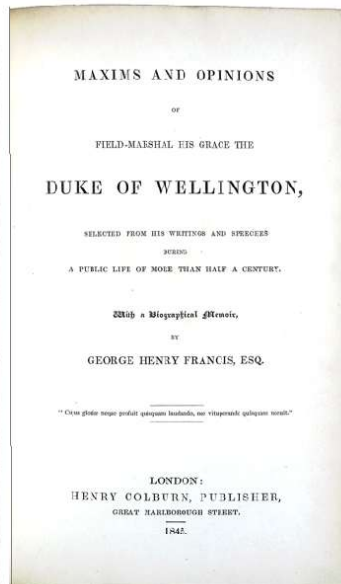 MAXIMS AND OPINIONS
OF
FIELD-MARSHAL HIS GRACE THE
DUKE OF WELLINGTON,
SELECTED FROM HIS WRITINGS AND SPEECHES
DURING
A PUBLIC LIFE OF MORE THAN HALF A CENTURY.
With a Biographical Memoir,
BY
GEORGE HENRY FRANCIS, ESQ.
"Cujus gloriæ neque profuit quisquam laudando, nec vituperando quisquam nocuit."
LONDON:
HENRY COLBURN, PUBLISHER,
GREAT MARLBOROUGH STREET.
1845.